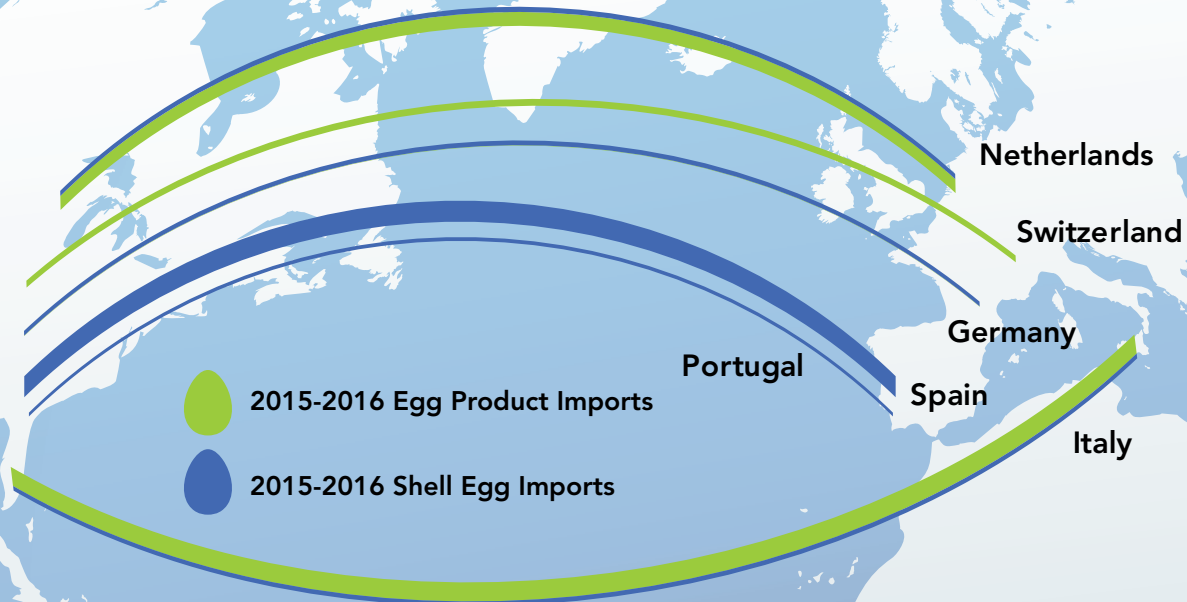 Netherlands
Switzerland
Germany
Portugal
Spain
2015-2016 Egg Product Imports
Italy
2015-2016 Shell Egg Imports